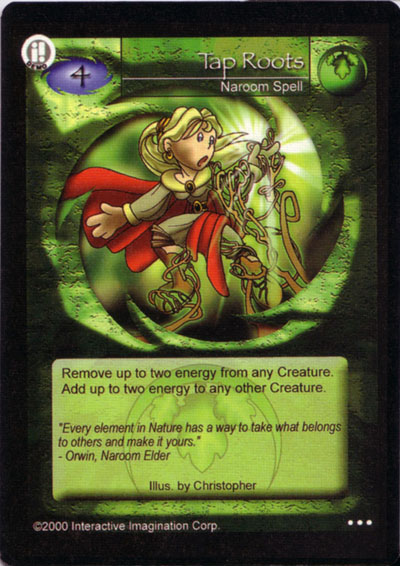 Tap Roots
4
Naroom Spell
Remove up to two energy from any Creature.
Add up to two energy to any other Creature.
"Every element in Nature has a way to take what belongs
to others and make it yours."
- Orwin, Naroom Elder
Illus. by Christopher
©2000 Interactive Imagination Corp.